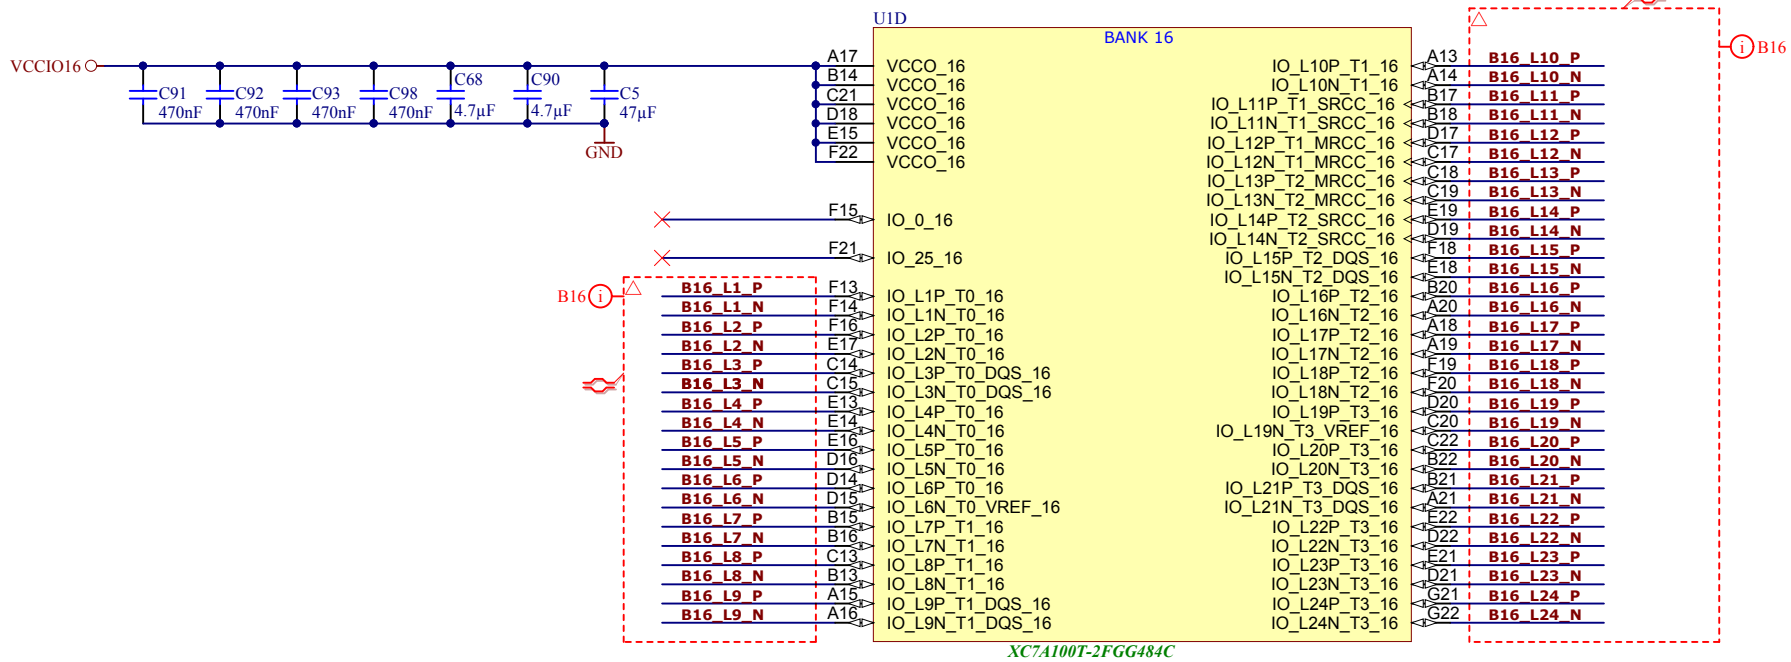 U1D
BANK 16
VCCIO16
C91
470nF
C92
470nF
C93
470nF
C98
470nF
C68
4.7µF
C90
4.7µF
C5
47µF
GND
A17 VCCO_16
B14 VCCO_16
C21 VCCO_16
D18 VCCO_16
E15 VCCO_16
F22 VCCO_16
F15 IO_0_16
F21 IO_25_16
B16 i
B16_L1_P F13 IO_L1P_T0_16
B16_L1_N F14 IO_L1N_T0_16
B16_L2_P F16 IO_L2P_T0_16
B16_L2_N E17 IO_L2N_T0_16
B16_L3_P C14 IO_L3P_T0_DQS_16
B16_L3_N C15 IO_L3N_T0_DQS_16
B16_L4_P E13 IO_L4P_T0_16
B16_L4_N E14 IO_L4N_T0_16
B16_L5_P E16 IO_L5P_T0_16
B16_L5_N D16 IO_L5N_T0_16
B16_L6_P D14 IO_L6P_T0_16
B16_L6_N D15 IO_L6N_T0_VREF_16
B16_L7_P B15 IO_L7P_T1_16
B16_L7_N B16 IO_L7N_T1_16
B16_L8_P C13 IO_L8P_T1_16
B16_L8_N B13 IO_L8N_T1_16
B16_L9_P A15 IO_L9P_T1_DQS_16
B16_L9_N A16 IO_L9N_T1_DQS_16
i B16
IO_L10P_T1_16 A13 B16_L10_P
IO_L10N_T1_16 A14 B16_L10_N
IO_L11P_T1_SRCC_16 B17 B16_L11_P
IO_L11N_T1_SRCC_16 B18 B16_L11_N
IO_L12P_T1_MRCC_16 D17 B16_L12_P
IO_L12N_T1_MRCC_16 C17 B16_L12_N
IO_L13P_T2_MRCC_16 C18 B16_L13_P
IO_L13N_T2_MRCC_16 C19 B16_L13_N
IO_L14P_T2_SRCC_16 E19 B16_L14_P
IO_L14N_T2_SRCC_16 D19 B16_L14_N
IO_L15P_T2_DQS_16 F18 B16_L15_P
IO_L15N_T2_DQS_16 E18 B16_L15_N
IO_L16P_T2_16 B20 B16_L16_P
IO_L16N_T2_16 A20 B16_L16_N
IO_L17P_T2_16 A18 B16_L17_P
IO_L17N_T2_16 A19 B16_L17_N
IO_L18P_T2_16 F19 B16_L18_P
IO_L18N_T2_16 F20 B16_L18_N
IO_L19P_T3_16 D20 B16_L19_P
IO_L19N_T3_VREF_16 C20 B16_L19_N
IO_L20P_T3_16 C22 B16_L20_P
IO_L20N_T3_16 B22 B16_L20_N
IO_L21P_T3_DQS_16 B21 B16_L21_P
IO_L21N_T3_DQS_16 A21 B16_L21_N
IO_L22P_T3_16 E22 B16_L22_P
IO_L22N_T3_16 D22 B16_L22_N
IO_L23P_T3_16 E21 B16_L23_P
IO_L23N_T3_16 D21 B16_L23_N
IO_L24P_T3_16 G21 B16_L24_P
IO_L24N_T3_16 G22 B16_L24_N
XC7A100T-2FGG484C